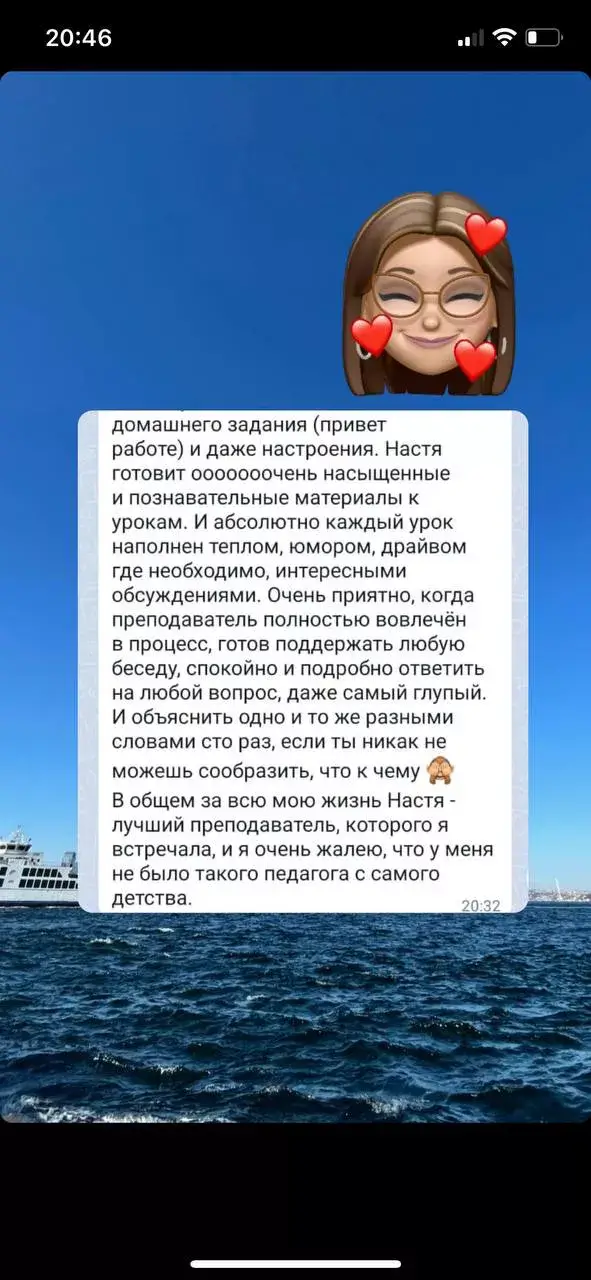 20:46
домашнего задания (привет
работе) и даже настроения. Настя
готовит ооооооочень насыщенные
и познавательные материалы к
урокам. И абсолютно каждый урок
наполнен теплом, юмором, драйвом
где необходимо, интересными
обсуждениями. Очень приятно, когда
преподаватель полностью вовлечён
в процесс, готов поддержать любую
беседу, спокойно и подробно ответить
на любой вопрос, даже самый глупый.
И объяснить одно и то же разными
словами сто раз, если ты никак не
можешь сообразить, что к чему 🙈
В общем за всю мою жизнь Настя -
лучший преподаватель, которого я
встречала, и я очень жалею, что у меня
не было такого педагога с самого
детства.
20:32